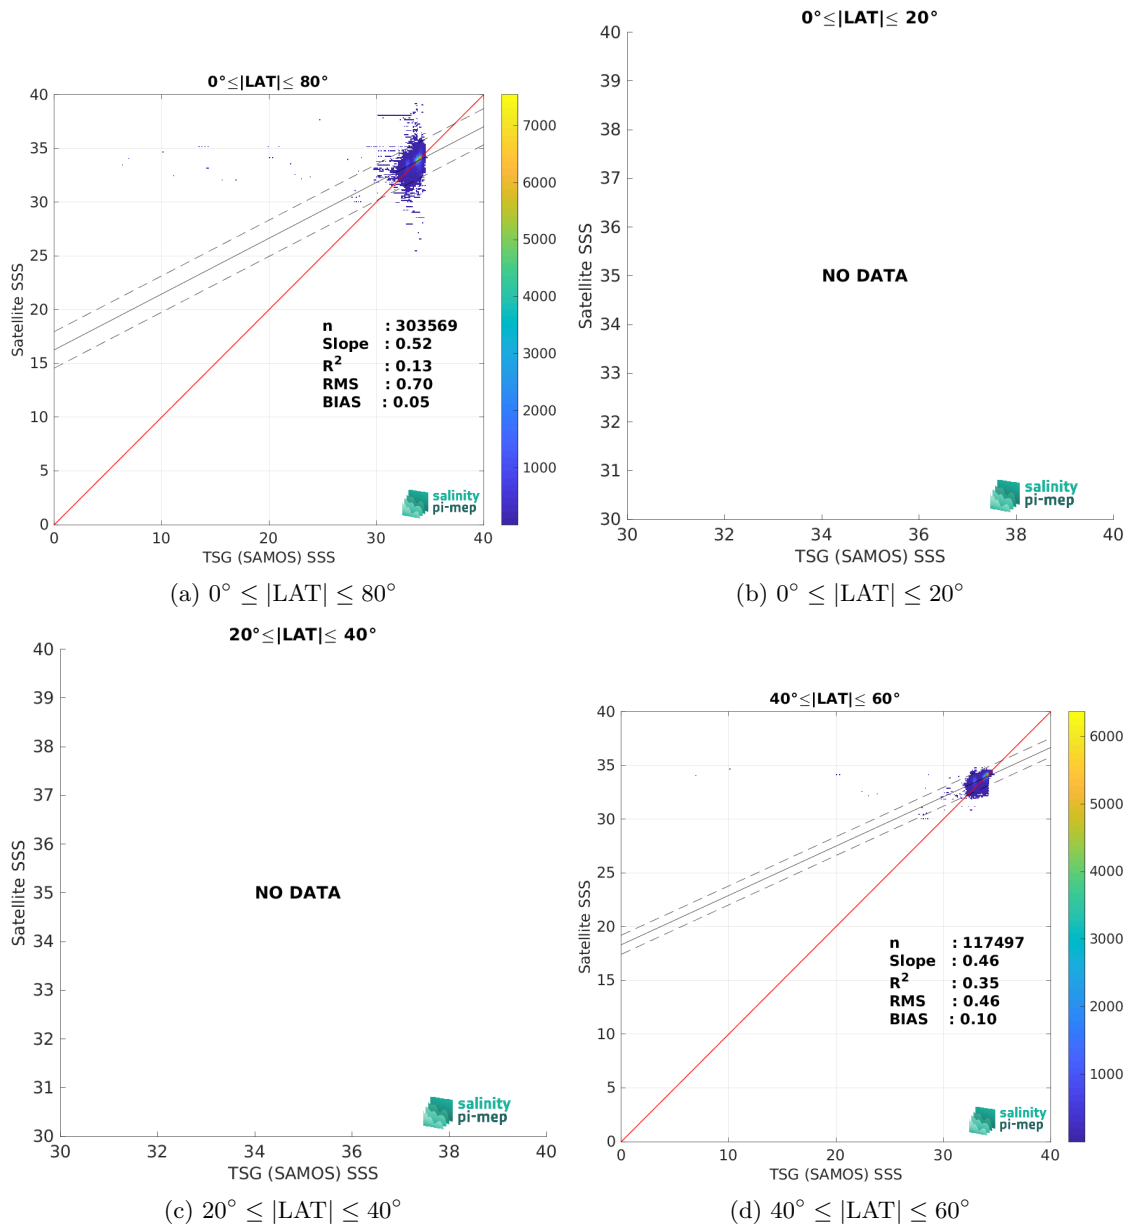 0°≤|LAT|≤ 80°
40
35
30
25
20
15
10
5
0
Satellite SSS
0
10
20
30
40
TSG (SAMOS) SSS
7000
6000
5000
4000
3000
2000
1000
n : 303569
Slope : 0.52
R² : 0.13
RMS : 0.70
BIAS : 0.05
salinity
pi-mep
(a) 0° ≤ |LAT| ≤ 80°
0°≤|LAT|≤ 20°
40
39
38
37
36
35
34
33
32
31
30
Satellite SSS
NO DATA
30
32
34
36
38
40
TSG (SAMOS) SSS
salinity
pi-mep
(b) 0° ≤ |LAT| ≤ 20°
20°≤|LAT|≤ 40°
40
39
38
37
36
35
34
33
32
31
30
Satellite SSS
NO DATA
30
32
34
36
38
40
TSG (SAMOS) SSS
salinity
pi-mep
(c) 20° ≤ |LAT| ≤ 40°
40°≤|LAT|≤ 60°
40
35
30
25
20
15
10
5
0
Satellite SSS
0
10
20
30
40
TSG (SAMOS) SSS
6000
5000
4000
3000
2000
1000
n : 117497
Slope : 0.46
R² : 0.35
RMS : 0.46
BIAS : 0.10
salinity
pi-mep
(d) 40° ≤ |LAT| ≤ 60°